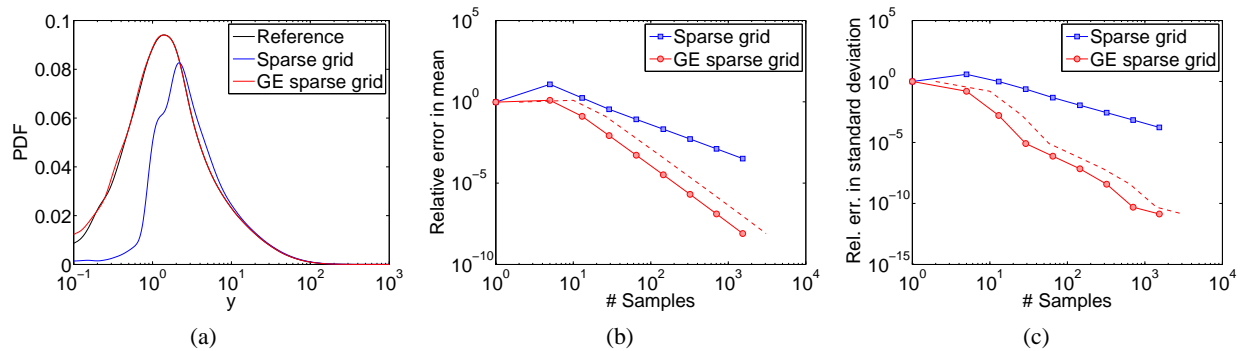 PDF
0.1
0.08
0.06
0.04
0.02
0
10^-1
10^0
10^1
10^2
10^3
y
Reference
Sparse grid
GE sparse grid
(a)
Relative error in mean
10^5
10^0
10^-5
10^-10
10^0
10^1
10^2
10^3
10^4
# Samples
Sparse grid
GE sparse grid
(b)
Rel. err. in standard deviation
10^5
10^0
10^-5
10^-10
10^-15
10^0
10^1
10^2
10^3
10^4
# Samples
Sparse grid
GE sparse grid
(c)